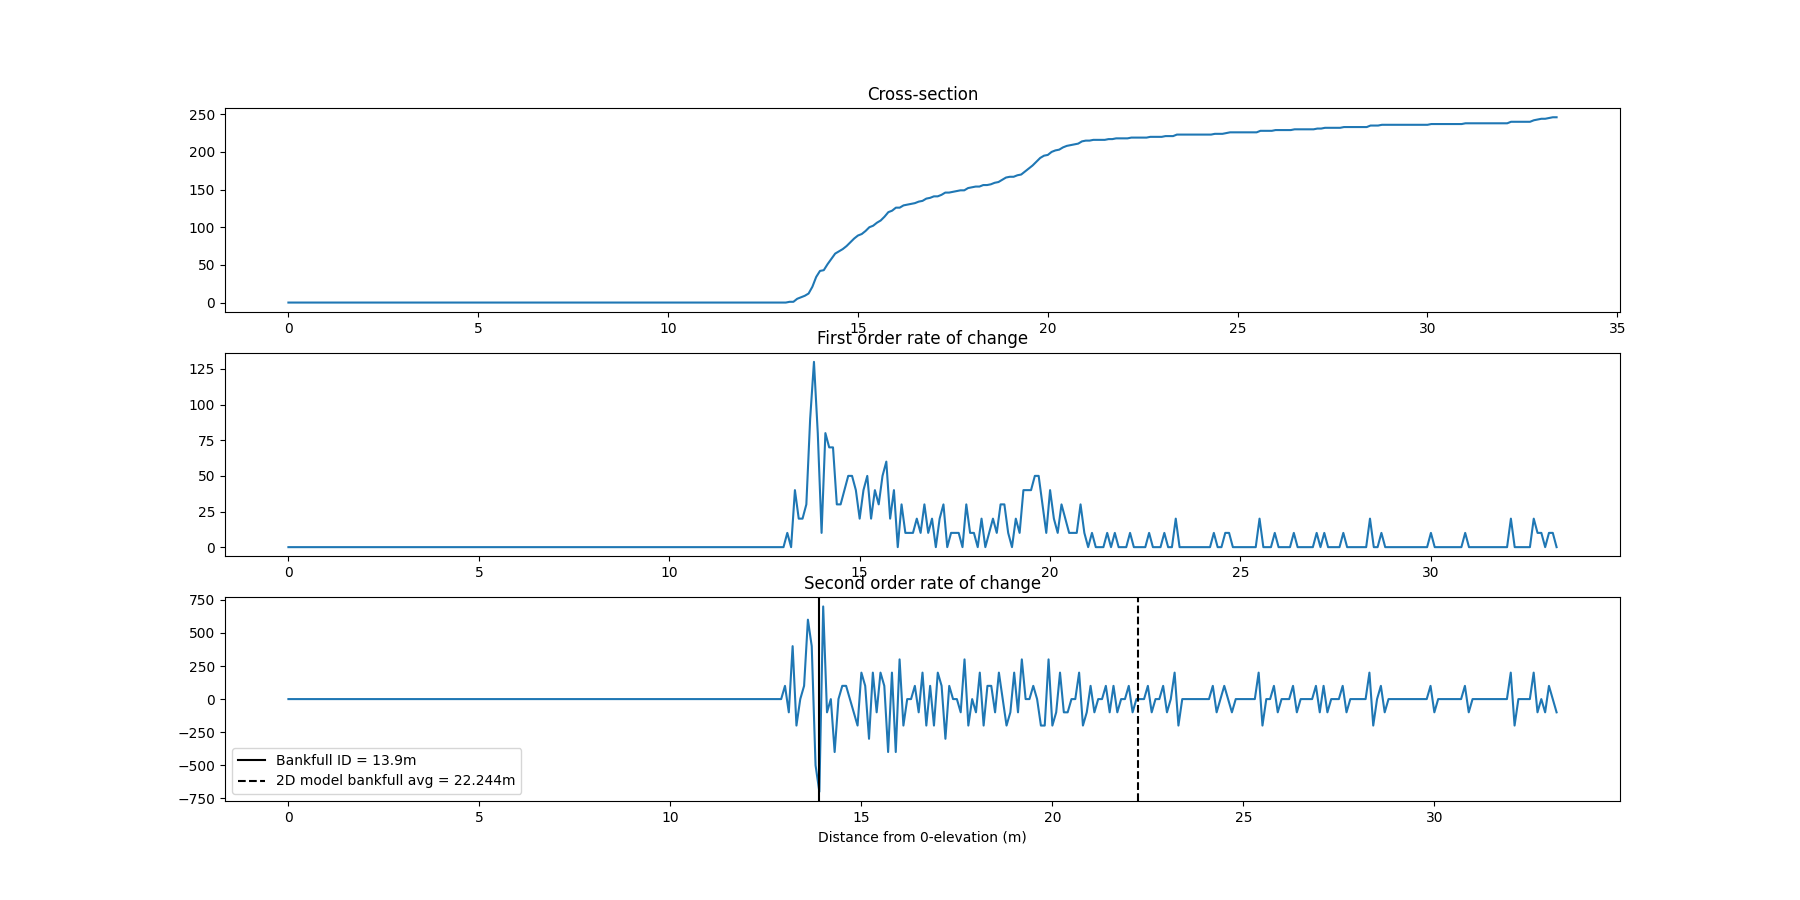 Cross-section
250
200
150
100
50
0
0 5 10 15 20 25 30 35
First order rate of change
125
100
75
50
25
0
0 5 10 15 20 25 30
Second order rate of change
750
500
250
0
−250
−500
−750
Bankfull ID = 13.9m
2D model bankfull avg = 22.244m
0 5 10 15 20 25 30
Distance from 0-elevation (m)